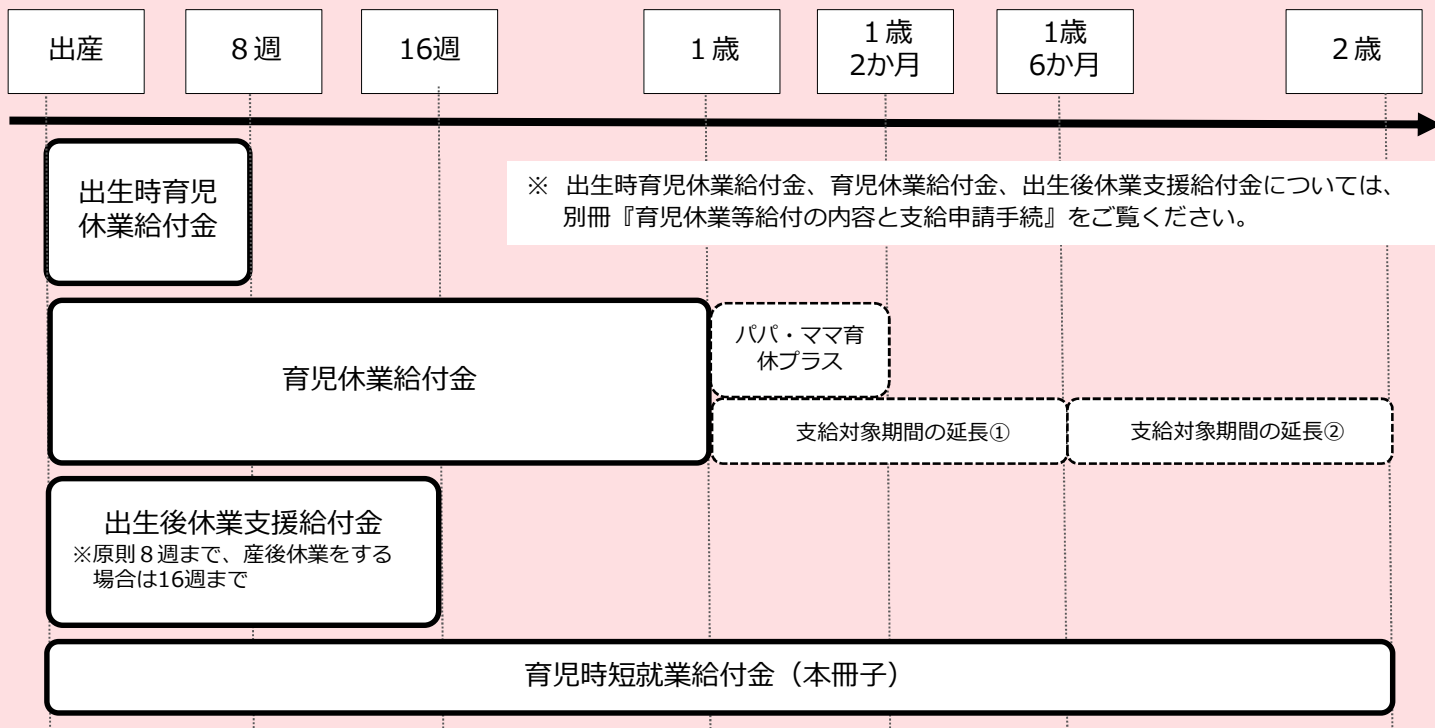 出産
８週
16週
１歳
１歳
2か月
1歳
6か月
２歳
出生時育児
休業給付金
※　出生時育児休業給付金、育児休業給付金、出生後休業支援給付金については、
別冊『育児休業等給付の内容と支給申請手続』をご覧ください。
育児休業給付金
パパ・ママ育
休プラス
支給対象期間の延長①
支給対象期間の延長②
出生後休業支援給付金
※原則８週まで、産後休業をする
場合は16週まで
育児時短就業給付金（本冊子）